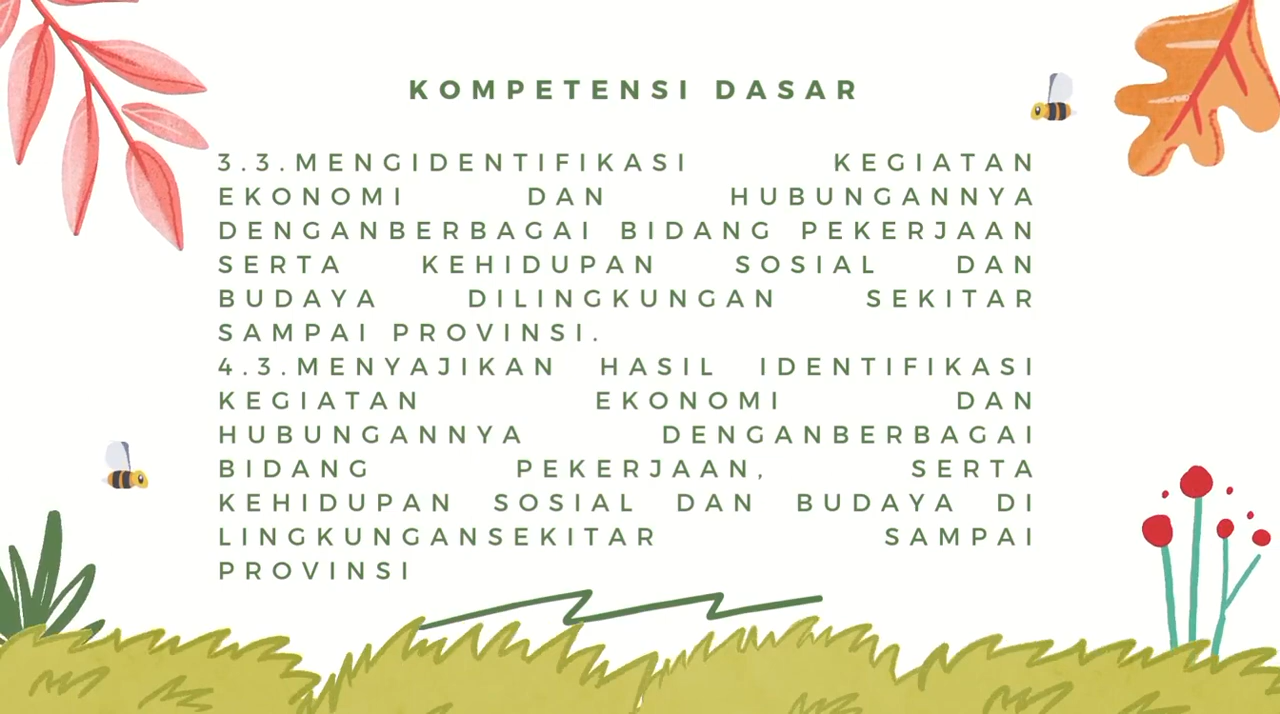 KOMPETENSI DASAR
3.3.MENGIDENTIFIKASI KEGIATAN
EKONOMI DAN HUBUNGANNYA
DENGANBERBAGAI BIDANG PEKERJAAN
SERTA KEHIDUPAN SOSIAL DAN
BUDAYA DILINGKUNGAN SEKITAR
SAMPAI PROVINSI.
4.3.MENYAJIKAN HASIL IDENTIFIKASI
KEGIATAN EKONOMI DAN
HUBUNGANNYA DENGANBERBAGAI
BIDANG PEKERJAAN, SERTA
KEHIDUPAN SOSIAL DAN BUDAYA DI
LINGKUNGANSEKITAR SAMPAI
PROVINSI